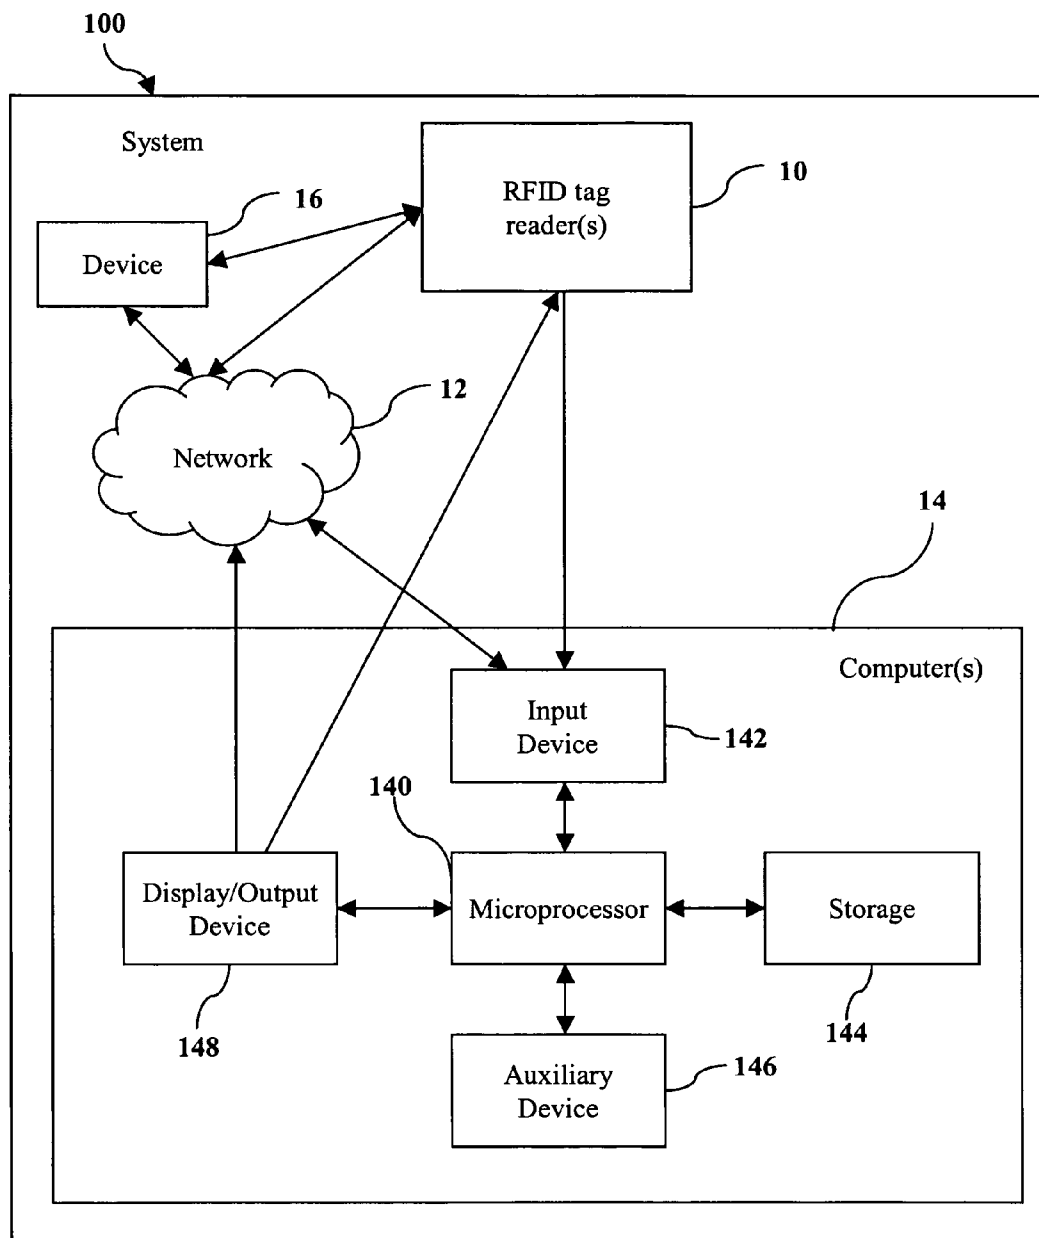 100
System
RFID tag
reader(s)
10
16
Device
12
Network
14
Computer(s)
Input
Device
142
140
Display/Output
Device
Microprocessor
Storage
148
144
Auxiliary
Device
146